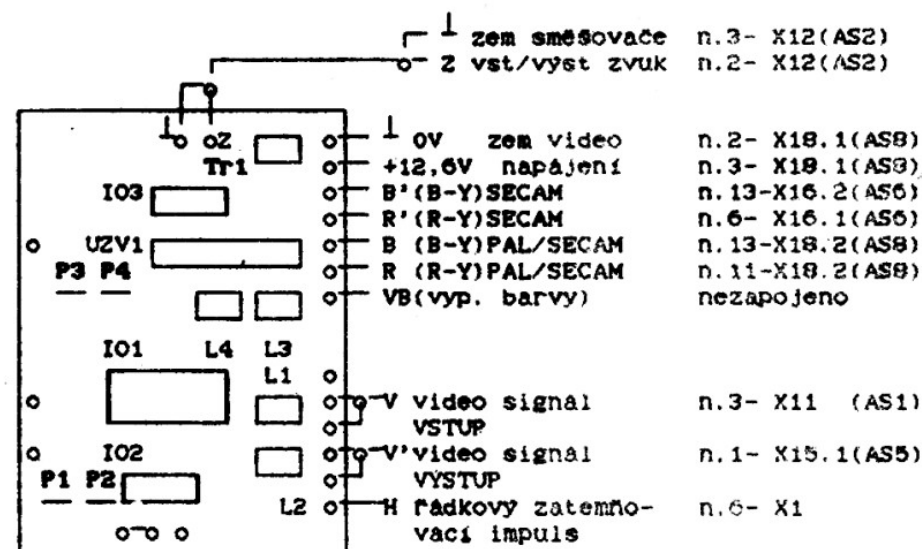 ⊥ zem směšovače n.3- X12(AS2)
Z vst/výst zvuk n.2- X12(AS2)
⊥ Z ⊥ 0V zem video n.2- X18.1(AS8)
Tr1 +12,6V napájení n.3- X18.1(AS8)
IO3 B'(B-Y)SECAM n.13-X16.2(AS6)
R'(R-Y)SECAM n.6- X16.1(AS6)
UZV1 B (B-Y)PAL/SECAM n.13-X18.2(AS8)
P3 P4 R (R-Y)PAL/SECAM n.11-X18.2(AS8)
VB(vyp. barvy) nezapojeno
IO1 L4 L3
L1
V video signál n.3- X11 (AS1)
VSTUP
IO2 V'video signál n.1- X15.1(AS5)
P1 P2 VÝSTUP
L2 H řádkový zatemňo- n.6- X1
vací impuls